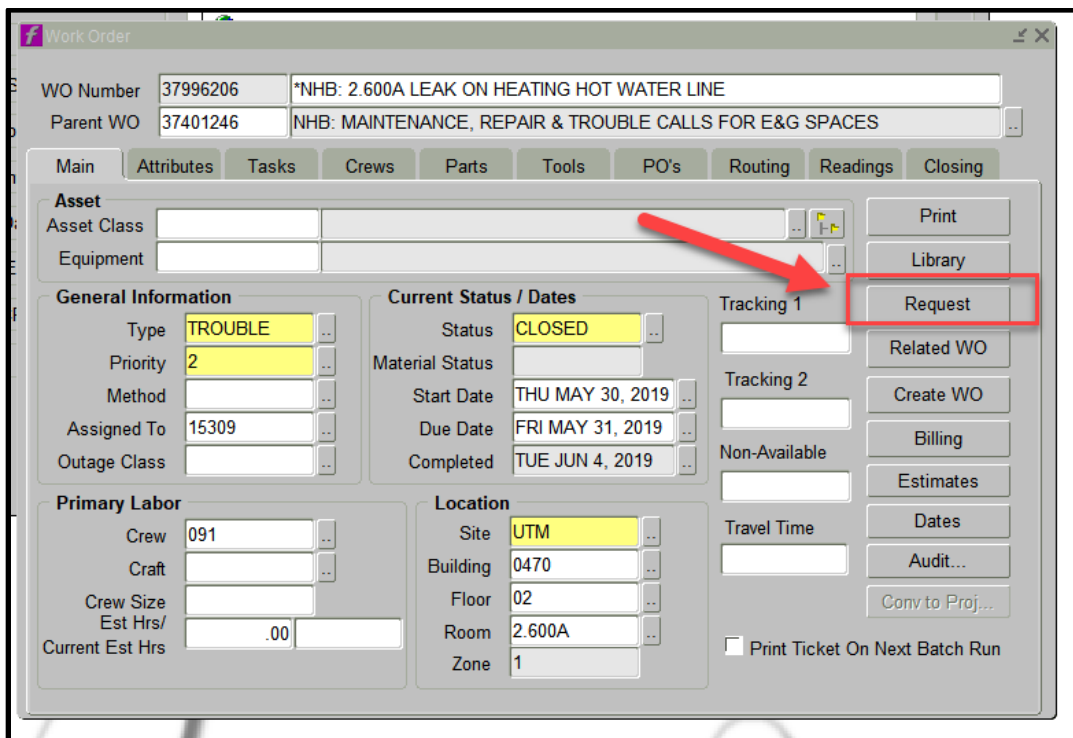 Work Order
WO Number 37996206 *NHB: 2.600A LEAK ON HEATING HOT WATER LINE
Parent WO 37401246 NHB: MAINTENANCE, REPAIR & TROUBLE CALLS FOR E&G SPACES ..
Main Attributes Tasks Crews Parts Tools PO's Routing Readings Closing
Asset
Asset Class ..
Equipment ..
Print
Library
Request
Related WO
Create WO
Billing
Estimates
Dates
Audit...
Conv to Proj...
General Information
Type TROUBLE ..
Priority 2 ..
Method ..
Assigned To 15309 ..
Outage Class ..
Current Status / Dates
Status CLOSED ..
Material Status
Start Date THU MAY 30, 2019 ..
Due Date FRI MAY 31, 2019 ..
Completed TUE JUN 4, 2019 ..
Tracking 1
Tracking 2
Non-Available
Travel Time
Primary Labor
Crew 091 ..
Craft ..
Crew Size
Est Hrs/
Current Est Hrs .00
Location
Site UTM ..
Building 0470 ..
Floor 02 ..
Room 2.600A ..
Zone 1
Print Ticket On Next Batch Run